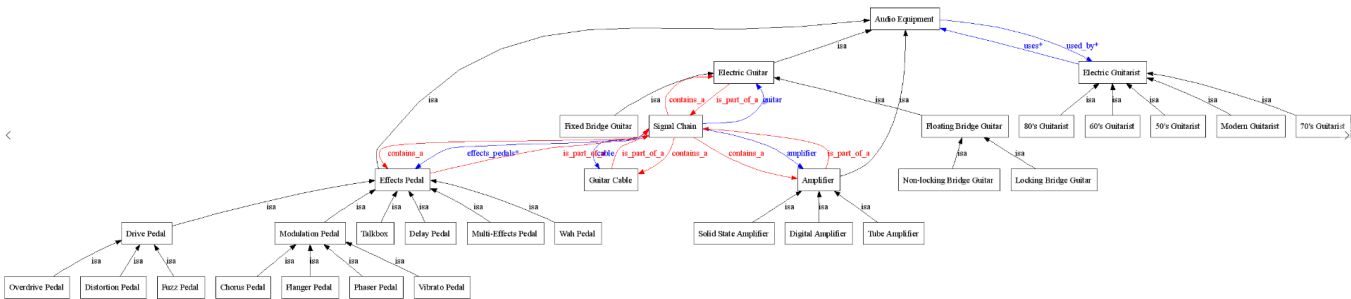 Audio Equipment
isa
uses*
used_by*
Electric Guitar
Electric Guitarist
isa
isa
contains_a
is_part_of_a
guitar
isa
isa
isa
isa
isa
isa
isa
isa
Fixed Bridge Guitar
Signal Chain
Floating Bridge Guitar
80's Guitarist
60's Guitarist
50's Guitarist
Modern Guitarist
70's Guitarist
contains_a
effects_pedals*
is_part_of_a
cable
is_part_of_a
contains_a
contains_a
amplifier
is_part_of_a
isa
isa
Effects Pedal
Guitar Cable
Amplifier
Non-locking Bridge Guitar
Locking Bridge Guitar
isa
isa
isa
isa
isa
isa
isa
isa
isa
Drive Pedal
Modulation Pedal
Talkbox
Delay Pedal
Multi-Effects Pedal
Wah Pedal
Solid State Amplifier
Digital Amplifier
Tube Amplifier
isa
isa
isa
isa
isa
isa
isa
Overdrive Pedal
Distortion Pedal
Fuzz Pedal
Chorus Pedal
Flanger Pedal
Phaser Pedal
Vibrato Pedal